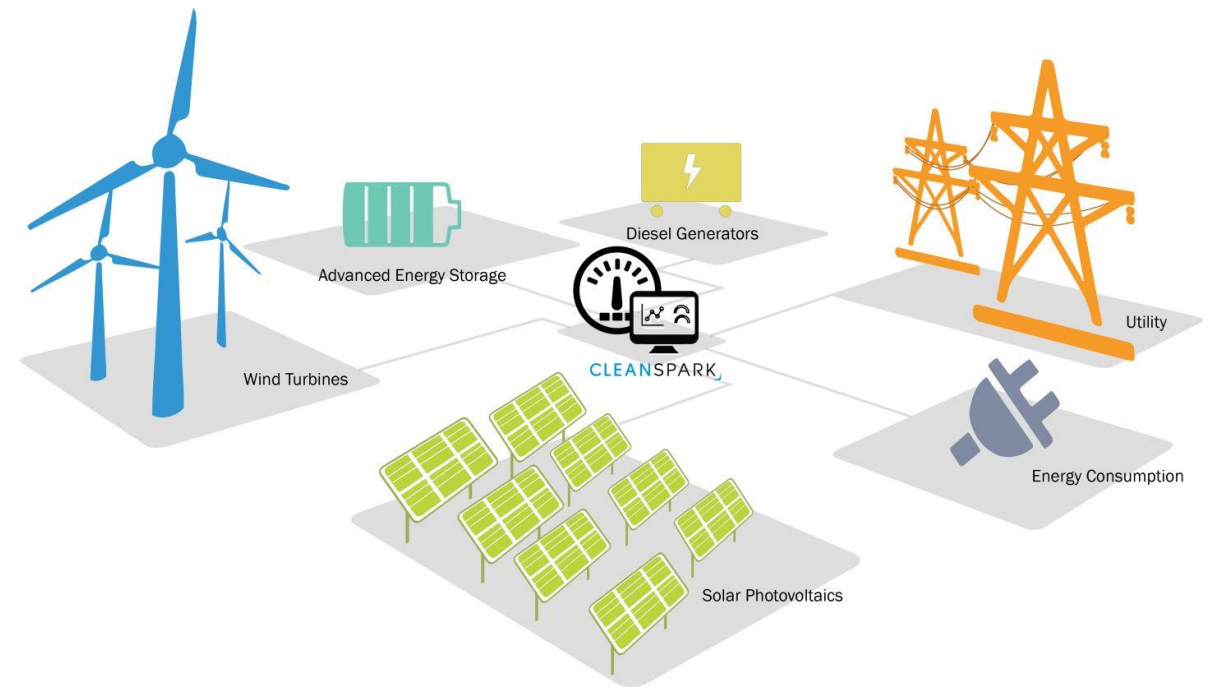 Diesel Generators
Advanced Energy Storage
Utility
CLEANSPARK
Wind Turbines
Energy Consumption
Solar Photovoltaics